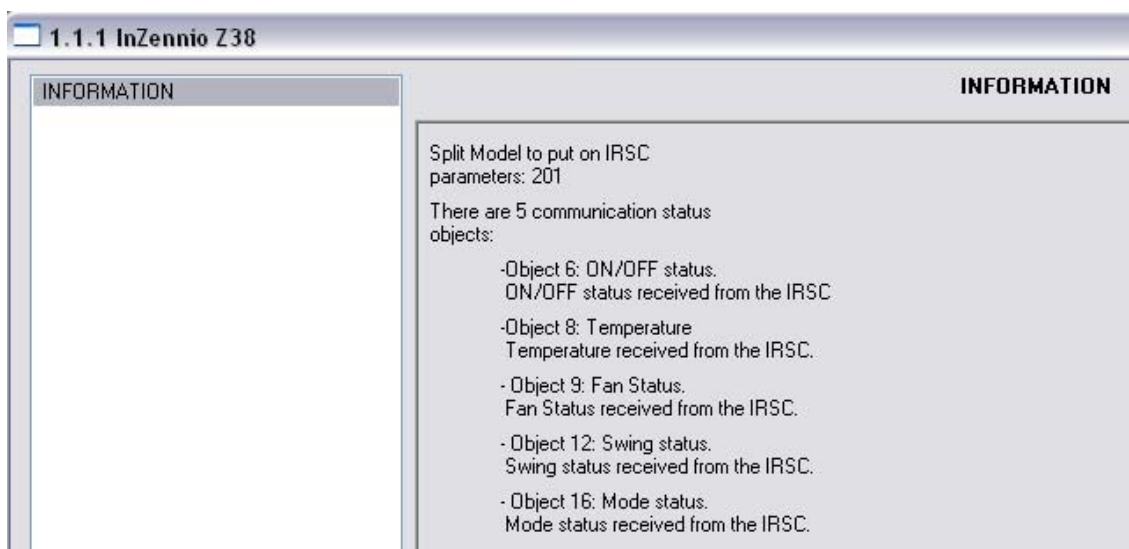 1.1.1 InZennio Z38
INFORMATION
INFORMATION
Split Model to put on IRSC
parameters: 201
There are 5 communication status
objects:
-Object 6: ON/OFF status.
ON/OFF status received from the IRSC
-Object 8: Temperature
Temperature received from the IRSC.
- Object 9: Fan Status.
Fan Status received from the IRSC.
- Object 12: Swing status.
Swing status received from the IRSC.
- Object 16: Mode status.
Mode status received from the IRSC.